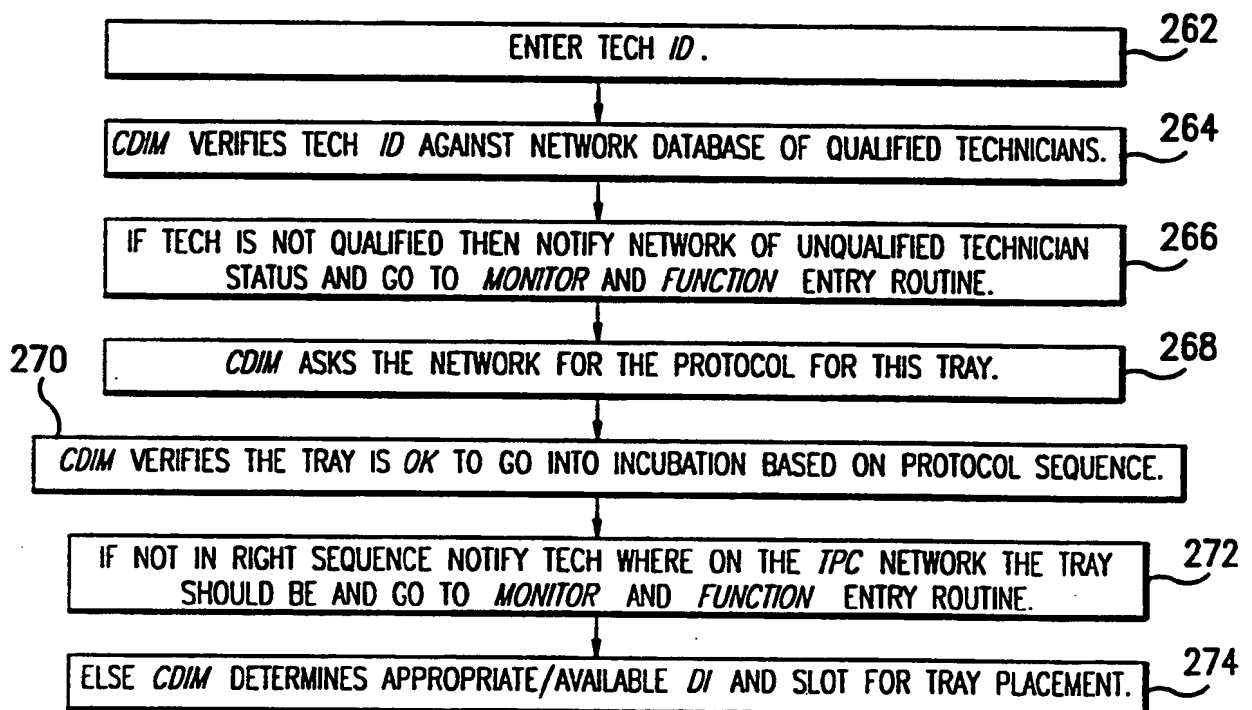 ENTER TECH ID.
262
CDIM VERIFIES TECH ID AGAINST NETWORK DATABASE OF QUALIFIED TECHNICIANS.
264
IF TECH IS NOT QUALIFIED THEN NOTIFY NETWORK OF UNQUALIFIED TECHNICIAN
STATUS AND GO TO MONITOR AND FUNCTION ENTRY ROUTINE.
266
CDIM ASKS THE NETWORK FOR THE PROTOCOL FOR THIS TRAY.
268
270
CDIM VERIFIES THE TRAY IS OK TO GO INTO INCUBATION BASED ON PROTOCOL SEQUENCE.
IF NOT IN RIGHT SEQUENCE NOTIFY TECH WHERE ON THE TPC NETWORK THE TRAY
SHOULD BE AND GO TO MONITOR AND FUNCTION ENTRY ROUTINE.
272
ELSE CDIM DETERMINES APPROPRIATE/AVAILABLE DI AND SLOT FOR TRAY PLACEMENT.
274